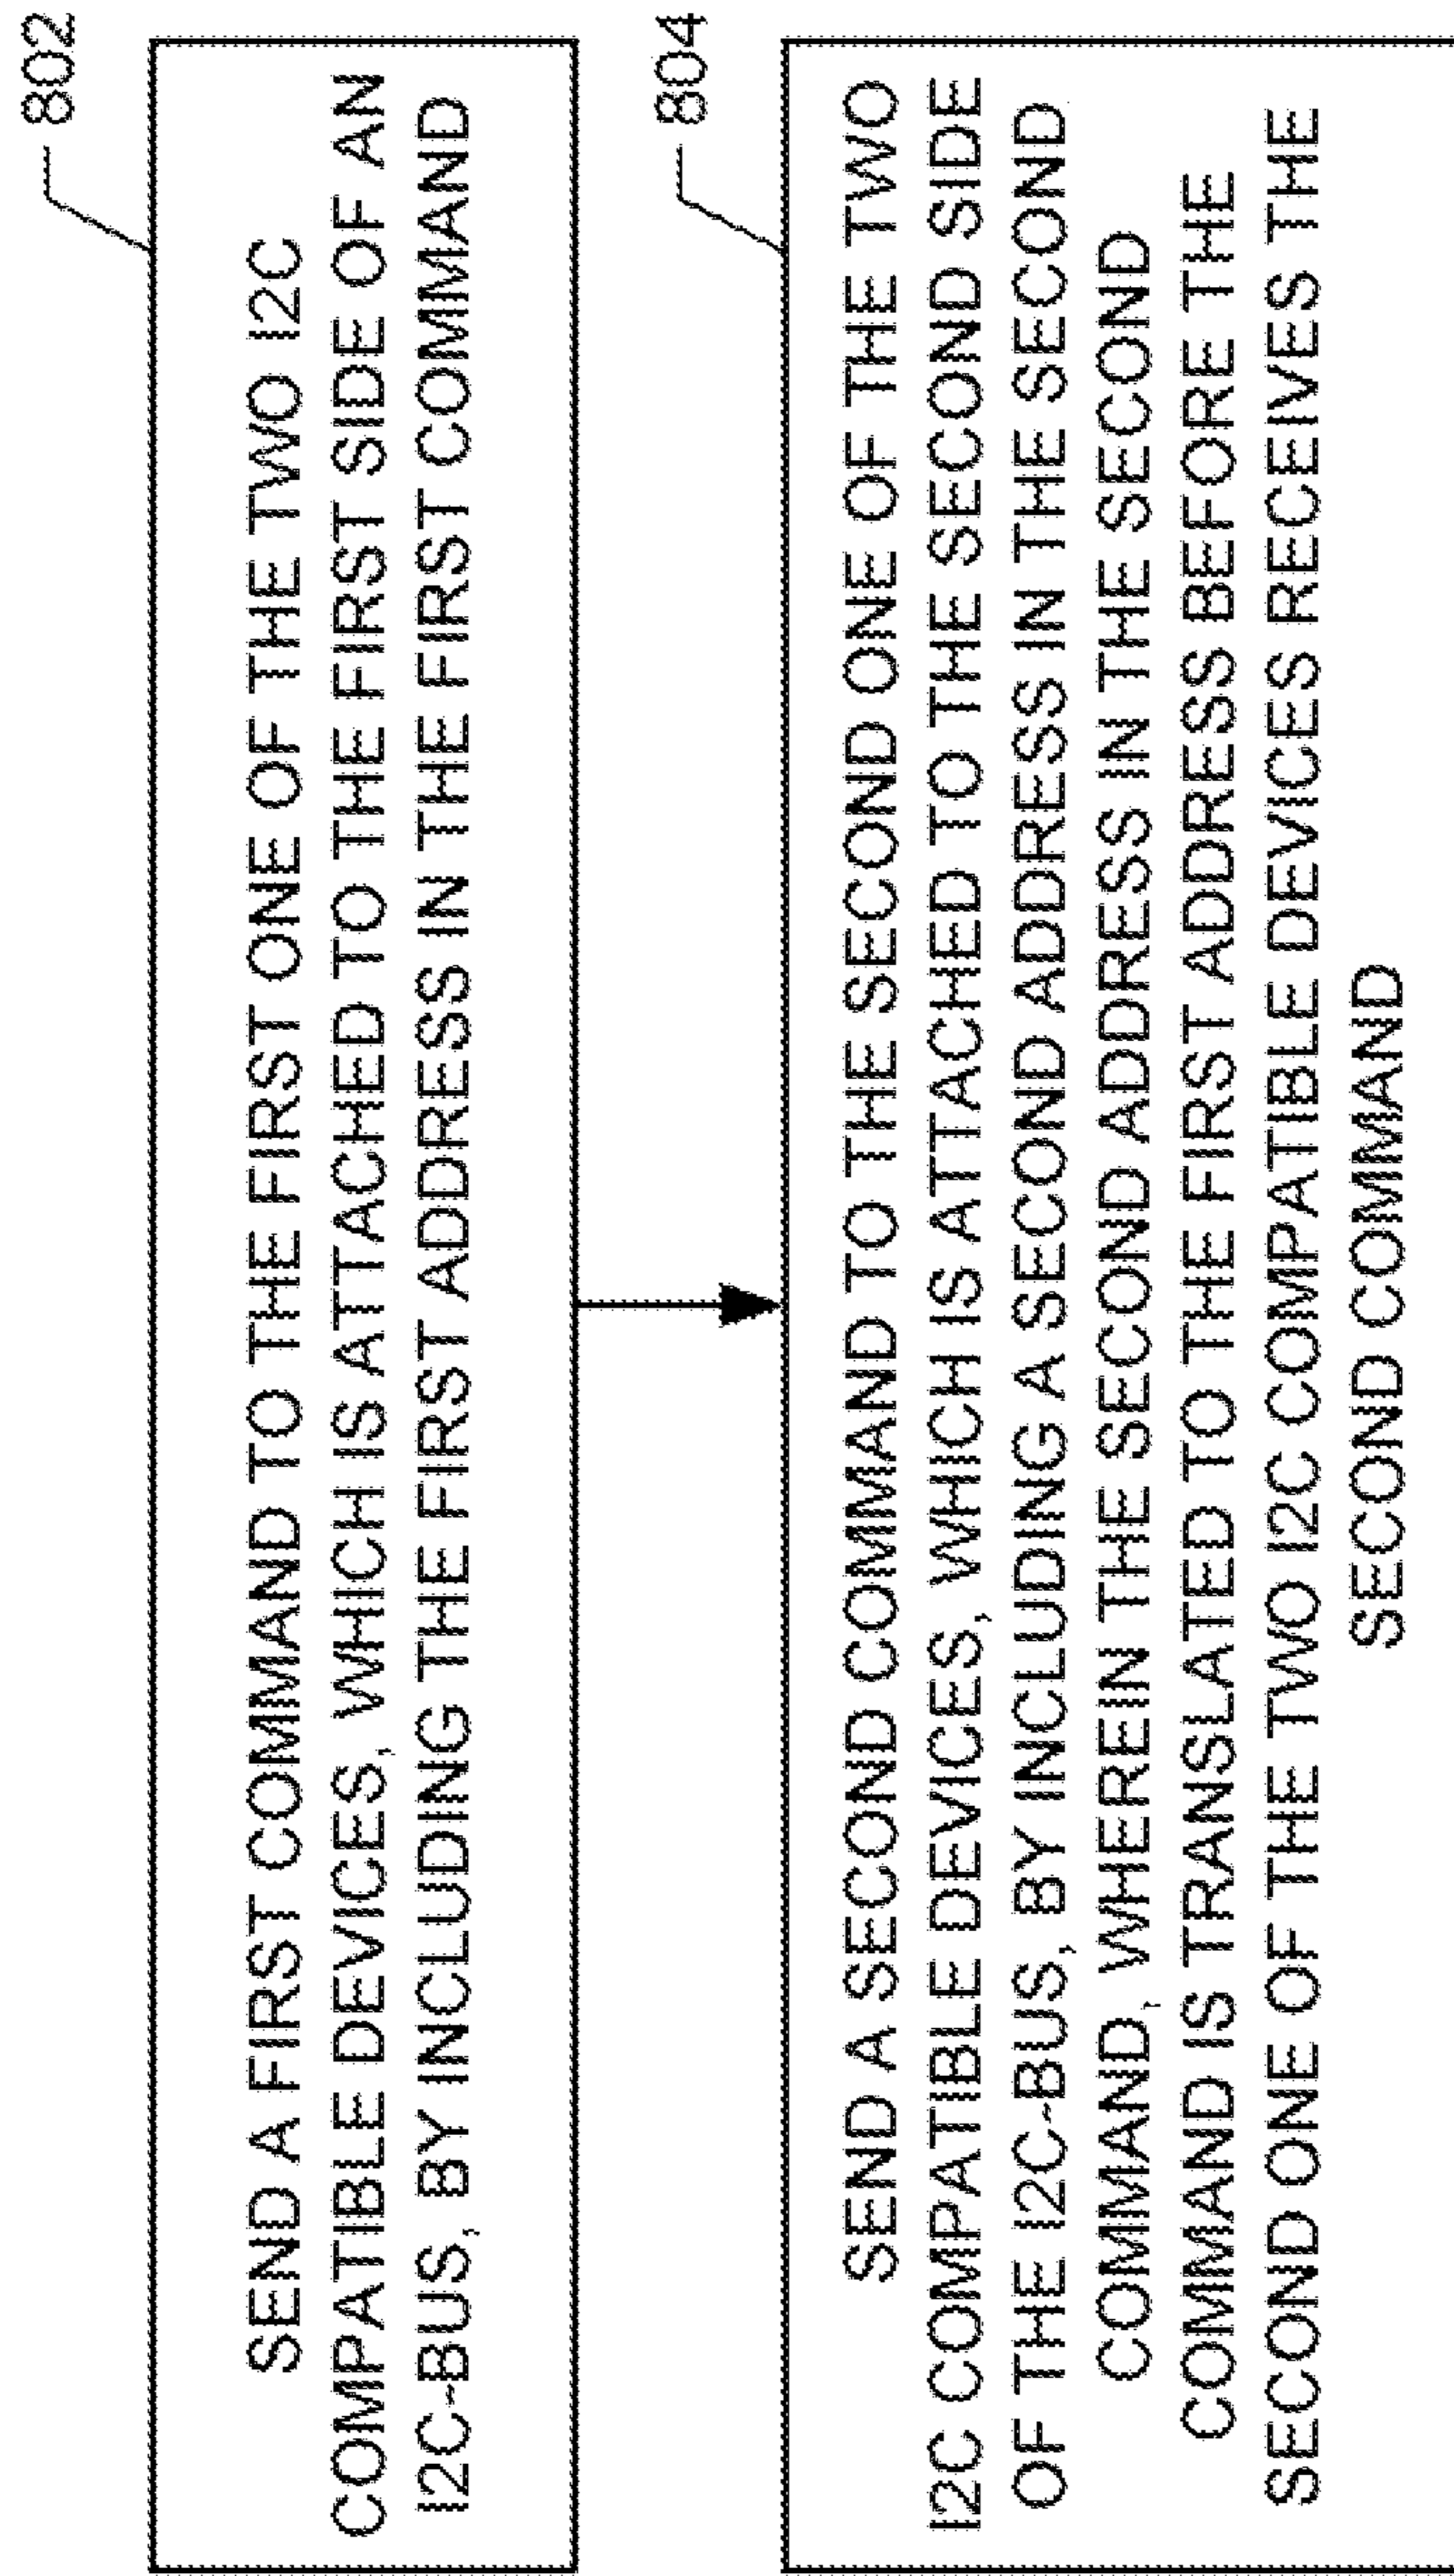 802
SEND A FIRST COMMAND TO THE FIRST ONE OF THE TWO I2C
COMPATIBLE DEVICES, WHICH IS ATTACHED TO THE FIRST SIDE OF AN
I2C-BUS, BY INCLUDING THE FIRST ADDRESS IN THE FIRST COMMAND
804
SEND A SECOND COMMAND TO THE SECOND ONE OF THE TWO
I2C COMPATIBLE DEVICES, WHICH IS ATTACHED TO THE SECOND SIDE
OF THE I2C-BUS, BY INCLUDING A SECOND ADDRESS IN THE SECOND
COMMAND, WHEREIN THE SECOND ADDRESS IN THE SECOND
COMMAND IS TRANSLATED TO THE FIRST ADDRESS BEFORE THE
SECOND ONE OF THE TWO I2C COMPATIBLE DEVICES RECEIVES THE
SECOND COMMAND